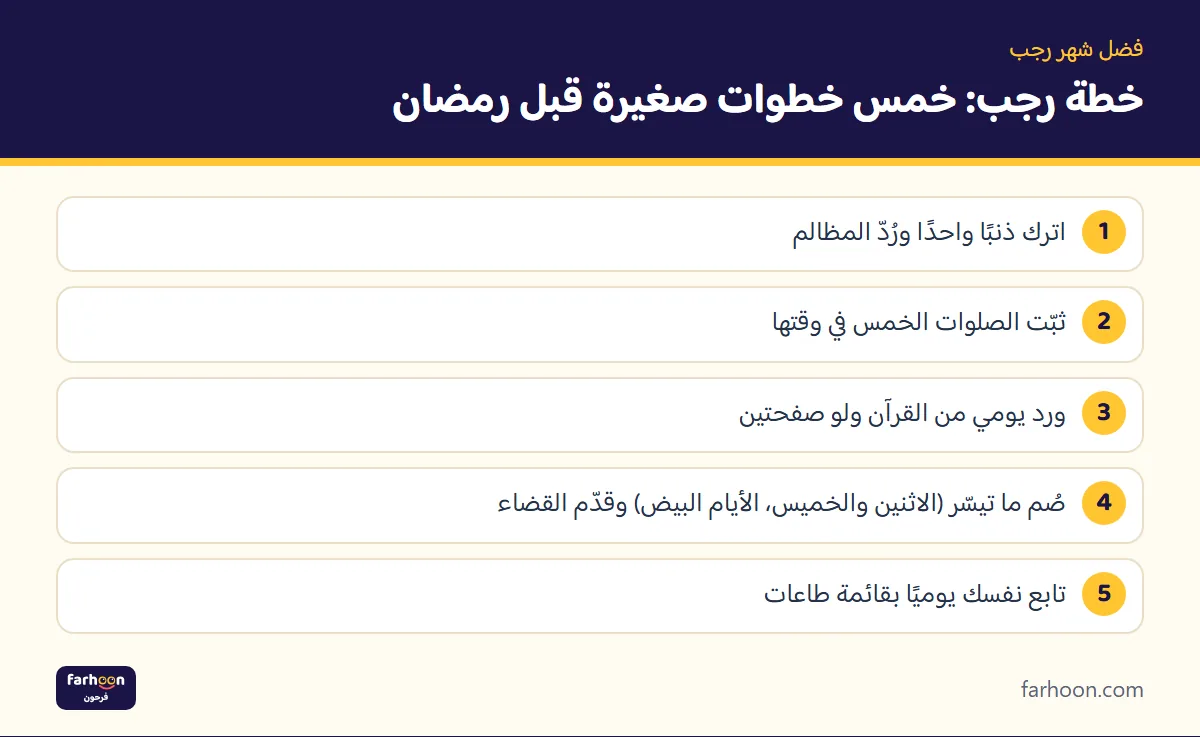 فضل شهر رجب
خطة رجب: خمس خطوات صغيرة قبل رمضان
1 اترك ذنبًا واحدًا ورُدّ المظالم
2 ثبّت الصلوات الخمس في وقتها
3 ورد يومي من القرآن ولو صفحتين
4 صُم ما تيسّر (الاثنين والخميس، الأيام البيض) وقدّم القضاء
5 تابع نفسك يوميًا بقائمة طاعات
farhoon.com
farhoon
فرحون